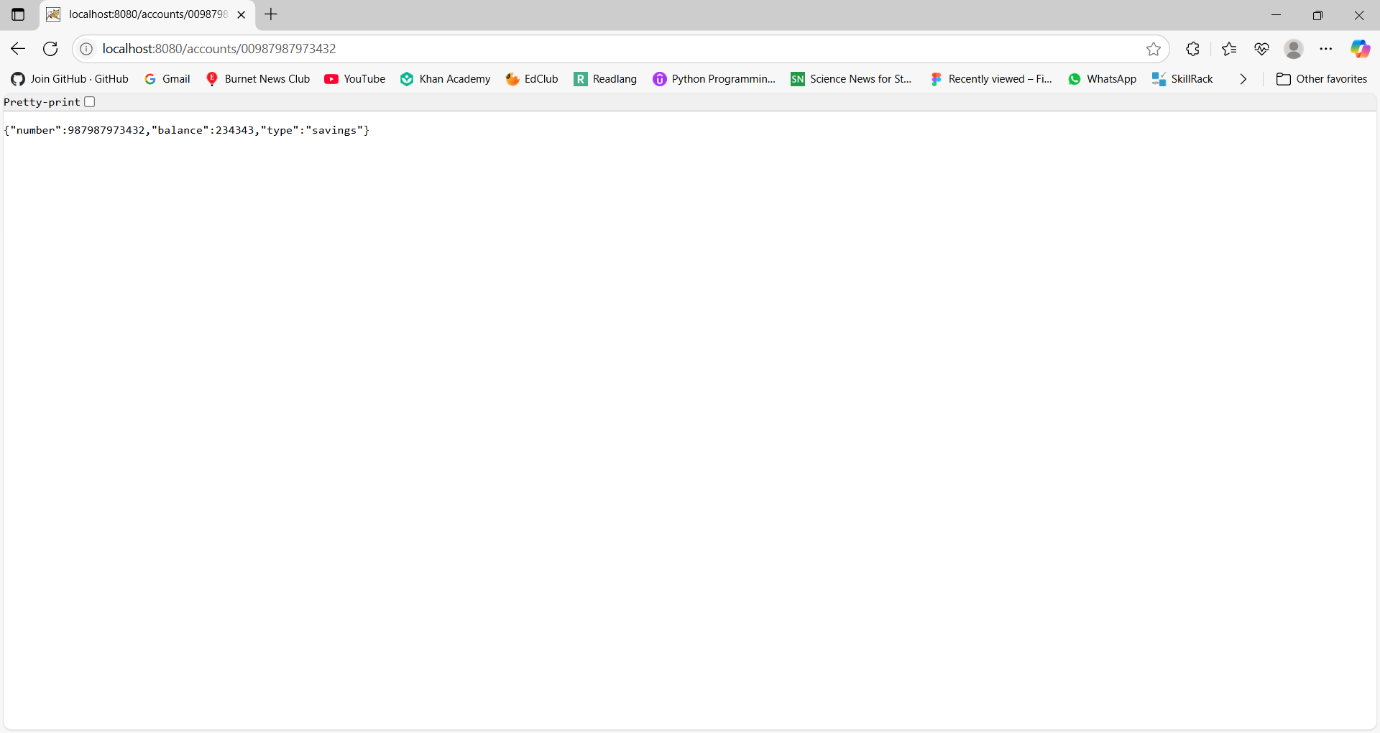 localhost:8080/accounts/0098798
localhost:8080/accounts/00987987973432
Join GitHub · GitHub Gmail Burnet News Club YouTube Khan Academy EdClub Readlang Python Programmin... Science News for St... Recently viewed – Fi... WhatsApp SkillRack Other favorites
Pretty-print
{"number":987987973432,"balance":234343,"type":"savings"}